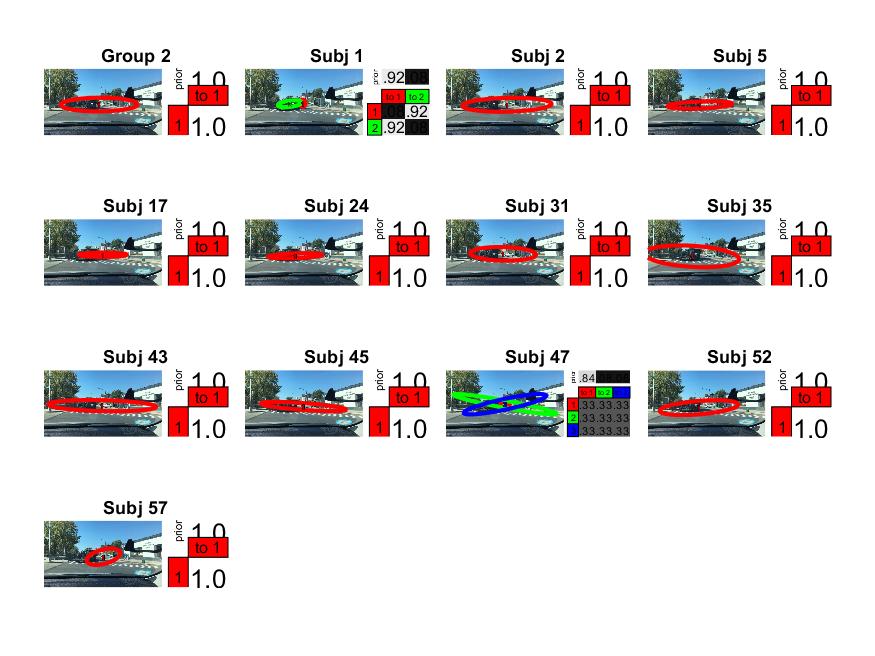 Group 2
prior 1.0
to 1
1 1.0
Subj 1
prior .92 .08
to 1 to 2
1 .08 .92
2 .92 .08
Subj 2
prior 1.0
to 1
1 1.0
Subj 5
prior 1.0
to 1
1 1.0
Subj 17
prior 1.0
to 1
1 1.0
Subj 24
prior 1.0
to 1
1 1.0
Subj 31
prior 1.0
to 1
1 1.0
Subj 35
prior 1.0
to 1
1 1.0
Subj 43
prior 1.0
to 1
1 1.0
Subj 45
prior 1.0
to 1
1 1.0
Subj 47
prior .84
to 1 to 2
1 .33 .33 .33
2 .33 .33 .33
.33 .33 .33
Subj 52
prior 1.0
to 1
1 1.0
Subj 57
prior 1.0
to 1
1 1.0